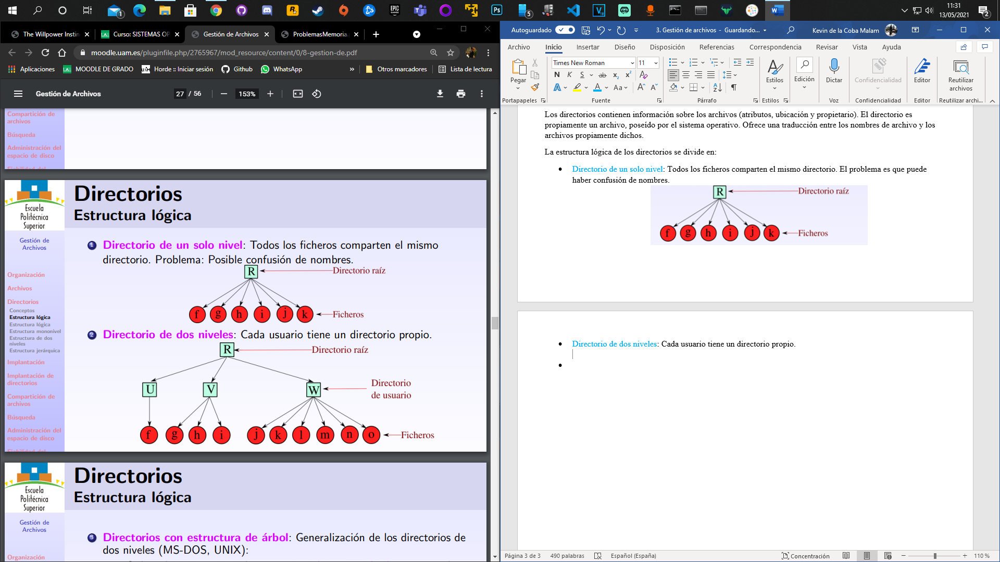 11:31
13/05/2021
The Willpower Instin
Curso: SISTEMAS OP
Gestión de Archivos
ProblemasMemoria.p
moodle.uam.es/pluginfile.php/2765967/mod_resource/content/0/8-gestion-de.pdf
Aplicaciones
MOODLE DE GRADO
Horde :: Iniciar sesión
Github
WhatsApp
»
Otros marcadores
Lista de lectura
Gestión de Archivos
27 / 56
153%
Compartición de
archivos
Búsqueda
Administración del
espacio de disco
Fiabilidad del
Escuela
Politécnica
Superior
Directorios
Estructura lógica
Gestión de
Archivos
Organización
Archivos
Directorios
Conceptos
Estructura lógica
Estructura lógica
Estructura mononivel
Estructura de dos
niveles
Estructura jerárquica
Implantación
Implantación de
directorios
Compartición de
archivos
Búsqueda
Administración del
espacio de disco
Fiabilidad del
1 Directorio de un solo nivel: Todos los ficheros comparten el mismo
directorio. Problema: Posible confusión de nombres.
R Directorio raíz
f g h i j k Ficheros
2 Directorio de dos niveles: Cada usuario tiene un directorio propio.
R Directorio raíz
U V W Directorio
de usuario
f g h i j k l m n o Ficheros
Escuela
Politécnica
Superior
Directorios
Estructura lógica
Gestión de
Archivos
Organización
3 Directorios con estructura de árbol: Generalización de los directorios de
dos niveles (MS-DOS, UNIX):
Autoguardado
3. Gestión de archivos - Guardando...
Kevin de la Coba Malam
Archivo Inicio Insertar Diseño Disposición Referencias Correspondencia Revisar Vista Ayuda
Pegar
Portapapeles
Times New Roman 11
N K S ab x₂ x²
A A Aa A A
Fuente
Párrafo
Estilos
Estilos
Edición
Dictar
Voz
Confidencialidad
Confidencialidad
Editor
Editor
Reutilizar
archivos
Reutilizar archi...
Los directorios contienen información sobre los archivos (atributos, ubicación y propietario). El directorio es
propiamente un archivo, poseído por el sistema operativo. Ofrece una traducción entre los nombres de archivo y los
archivos propiamente dichos.
La estructura lógica de los directorios se divide en:
• Directorio de un solo nivel: Todos los ficheros comparten el mismo directorio. El problema es que puede
haber confusión de nombres.
R Directorio raíz
f g h i j k Ficheros
• Directorio de dos niveles: Cada usuario tiene un directorio propio.
•
Página 3 de 3
490 palabras
Español (España)
Concentración
110 %